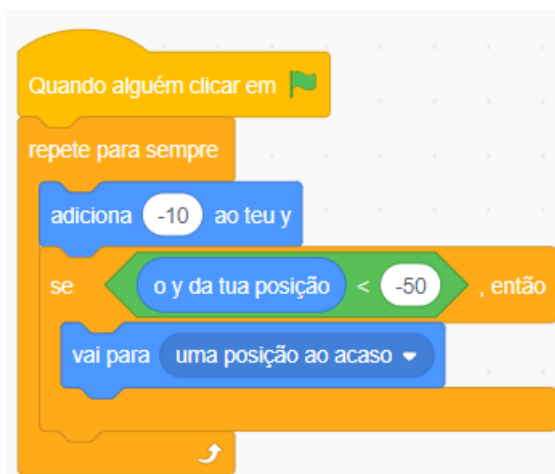 Quando alguém clicar em
repete para sempre
adiciona -10 ao teu y
se o y da tua posição < -50 , então
vai para uma posição ao acaso